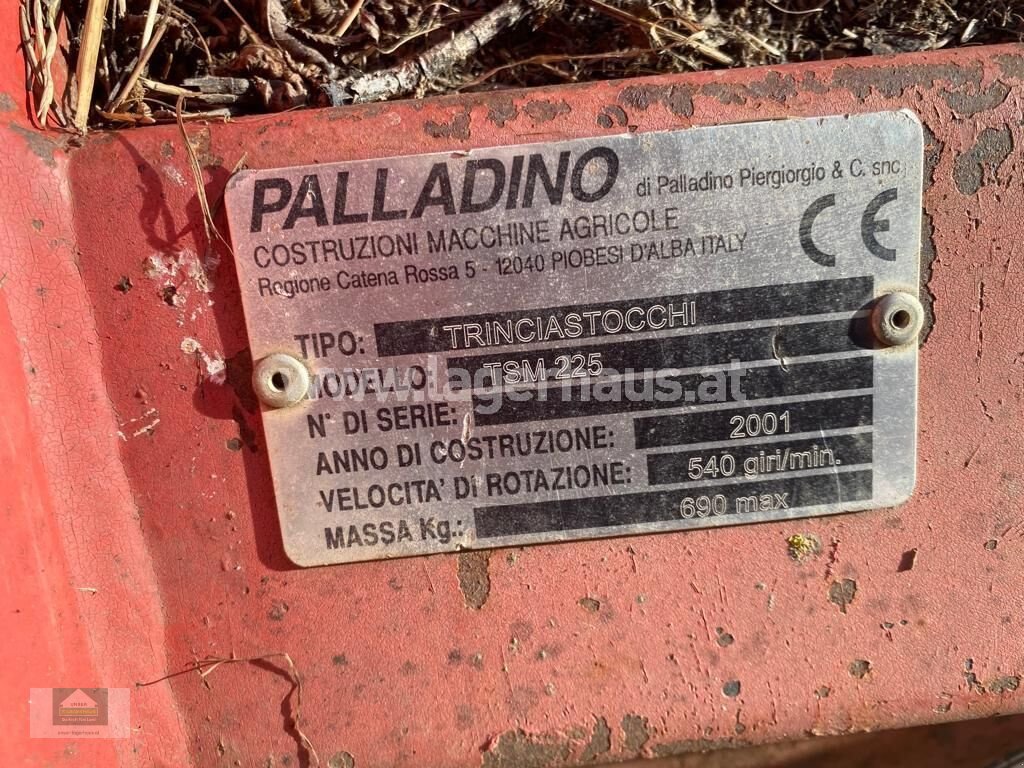 PALLADINO di Palladino Piergiorgio & C. snc
COSTRUZIONI MACCHINE AGRICOLE
Regione Catena Rossa 5 - 12040 PIOBESI D'ALBA ITALY
CE
TIPO: TRINCIASTOCCHI
MODELLO: TSM 225
www.lagerhaus.at
N° DI SERIE:
ANNO DI COSTRUZIONE: 2001
VELOCITA' DI ROTAZIONE: 540 giri/min.
MASSA Kg.: 690 max
UNSER
LAGERHAUS